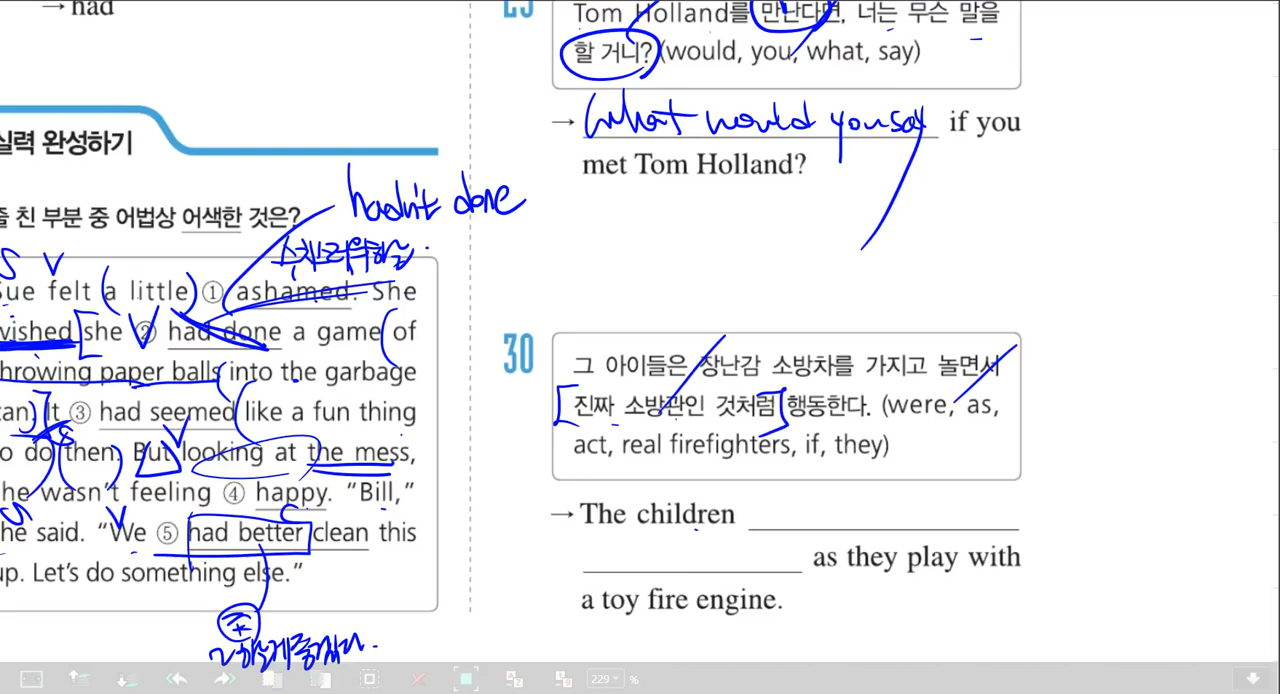 → had
실력 완성하기
줄 친 부분 중 어법상 어색한 것은?
hadn't done
수치스러워하는
Sue felt a little ① ashamed. She
wished she ② had done a game of
throwing paper balls into the garbage
can. It ③ had seemed like a fun thing
to do then. But looking at the mess,
she wasn't feeling ④ happy. "Bill,"
she said. "We ⑤ had better clean this
up. Let's do something else."
Tom Holland를 만난다면, 너는 무슨 말을
할 거니? (would, you, what, say)
→ What would you say if you
met Tom Holland?
30
그 아이들은 장난감 소방차를 가지고 놀면서
진짜 소방관인 것처럼 행동한다. (were, as,
act, real firefighters, if, they)
→ The children
as they play with
a toy fire engine.
229 %